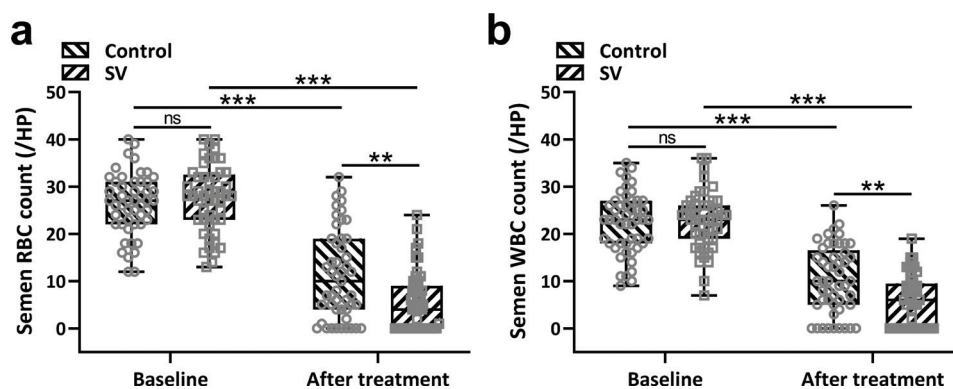 a
Control
SV
Semen RBC count (/HP)
50
40
30
20
10
0
***
***
ns
**
Baseline
After treatment
b
Control
SV
Semen WBC count (/HP)
50
40
30
20
10
0
***
***
ns
**
Baseline
After treatment